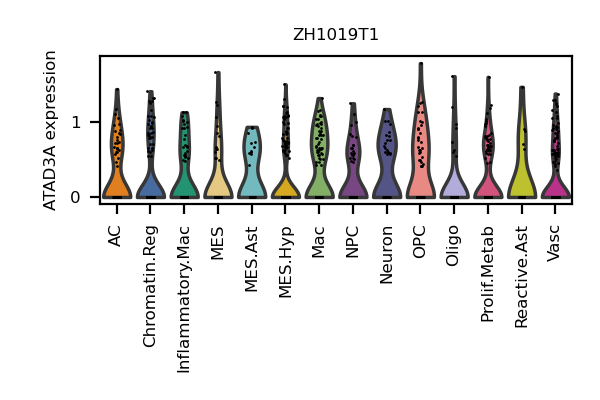 ZH1019T1
ATAD3A expression
1
0
AC
Chromatin.Reg
Inflammatory.Mac
MES
MES.Ast
MES.Hyp
Mac
NPC
Neuron
OPC
Oligo
Prolif.Metab
Reactive.Ast
Vasc